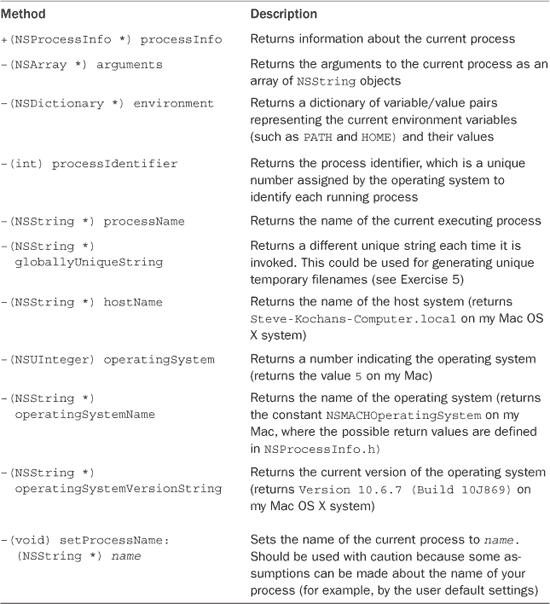 Method Description
+(NSProcessInfo *) processInfo Returns information about the current process
-(NSArray *) arguments Returns the arguments to the current process as an
array of NSString objects
-(NSDictionary *) environment Returns a dictionary of variable/value pairs
representing the current environment variables
(such as PATH and HOME) and their values
-(int) processIdentifier Returns the process identifier, which is a unique
number assigned by the operating system to
identify each running process
-(NSString *) processName Returns the name of the current executing process
-(NSString *) Returns a different unique string each time it is
globallyUniqueString invoked. This could be used for generating unique
temporary filenames (see Exercise 5)
-(NSString *) hostName Returns the name of the host system (returns
Steve-Kochans-Computer.local on my Mac OS
X system)
-(NSUInteger) operatingSystem Returns a number indicating the operating system
(returns the value 5 on my Mac)
-(NSString *) Returns the name of the operating system (returns
operatingSystemName the constant NSMACHOperatingSystem on my
Mac, where the possible return values are defined
in NSProcessInfo.h)
-(NSString *) Returns the current version of the operating system
operatingSystemVersionString (returns Version 10.6.7 (Build 10J869) on
my Mac OS X system)
-(void) setProcessName: Sets the name of the current process to name.
(NSString *) name Should be used with caution because some as-
sumptions can be made about the name of your
process (for example, by the user default settings)